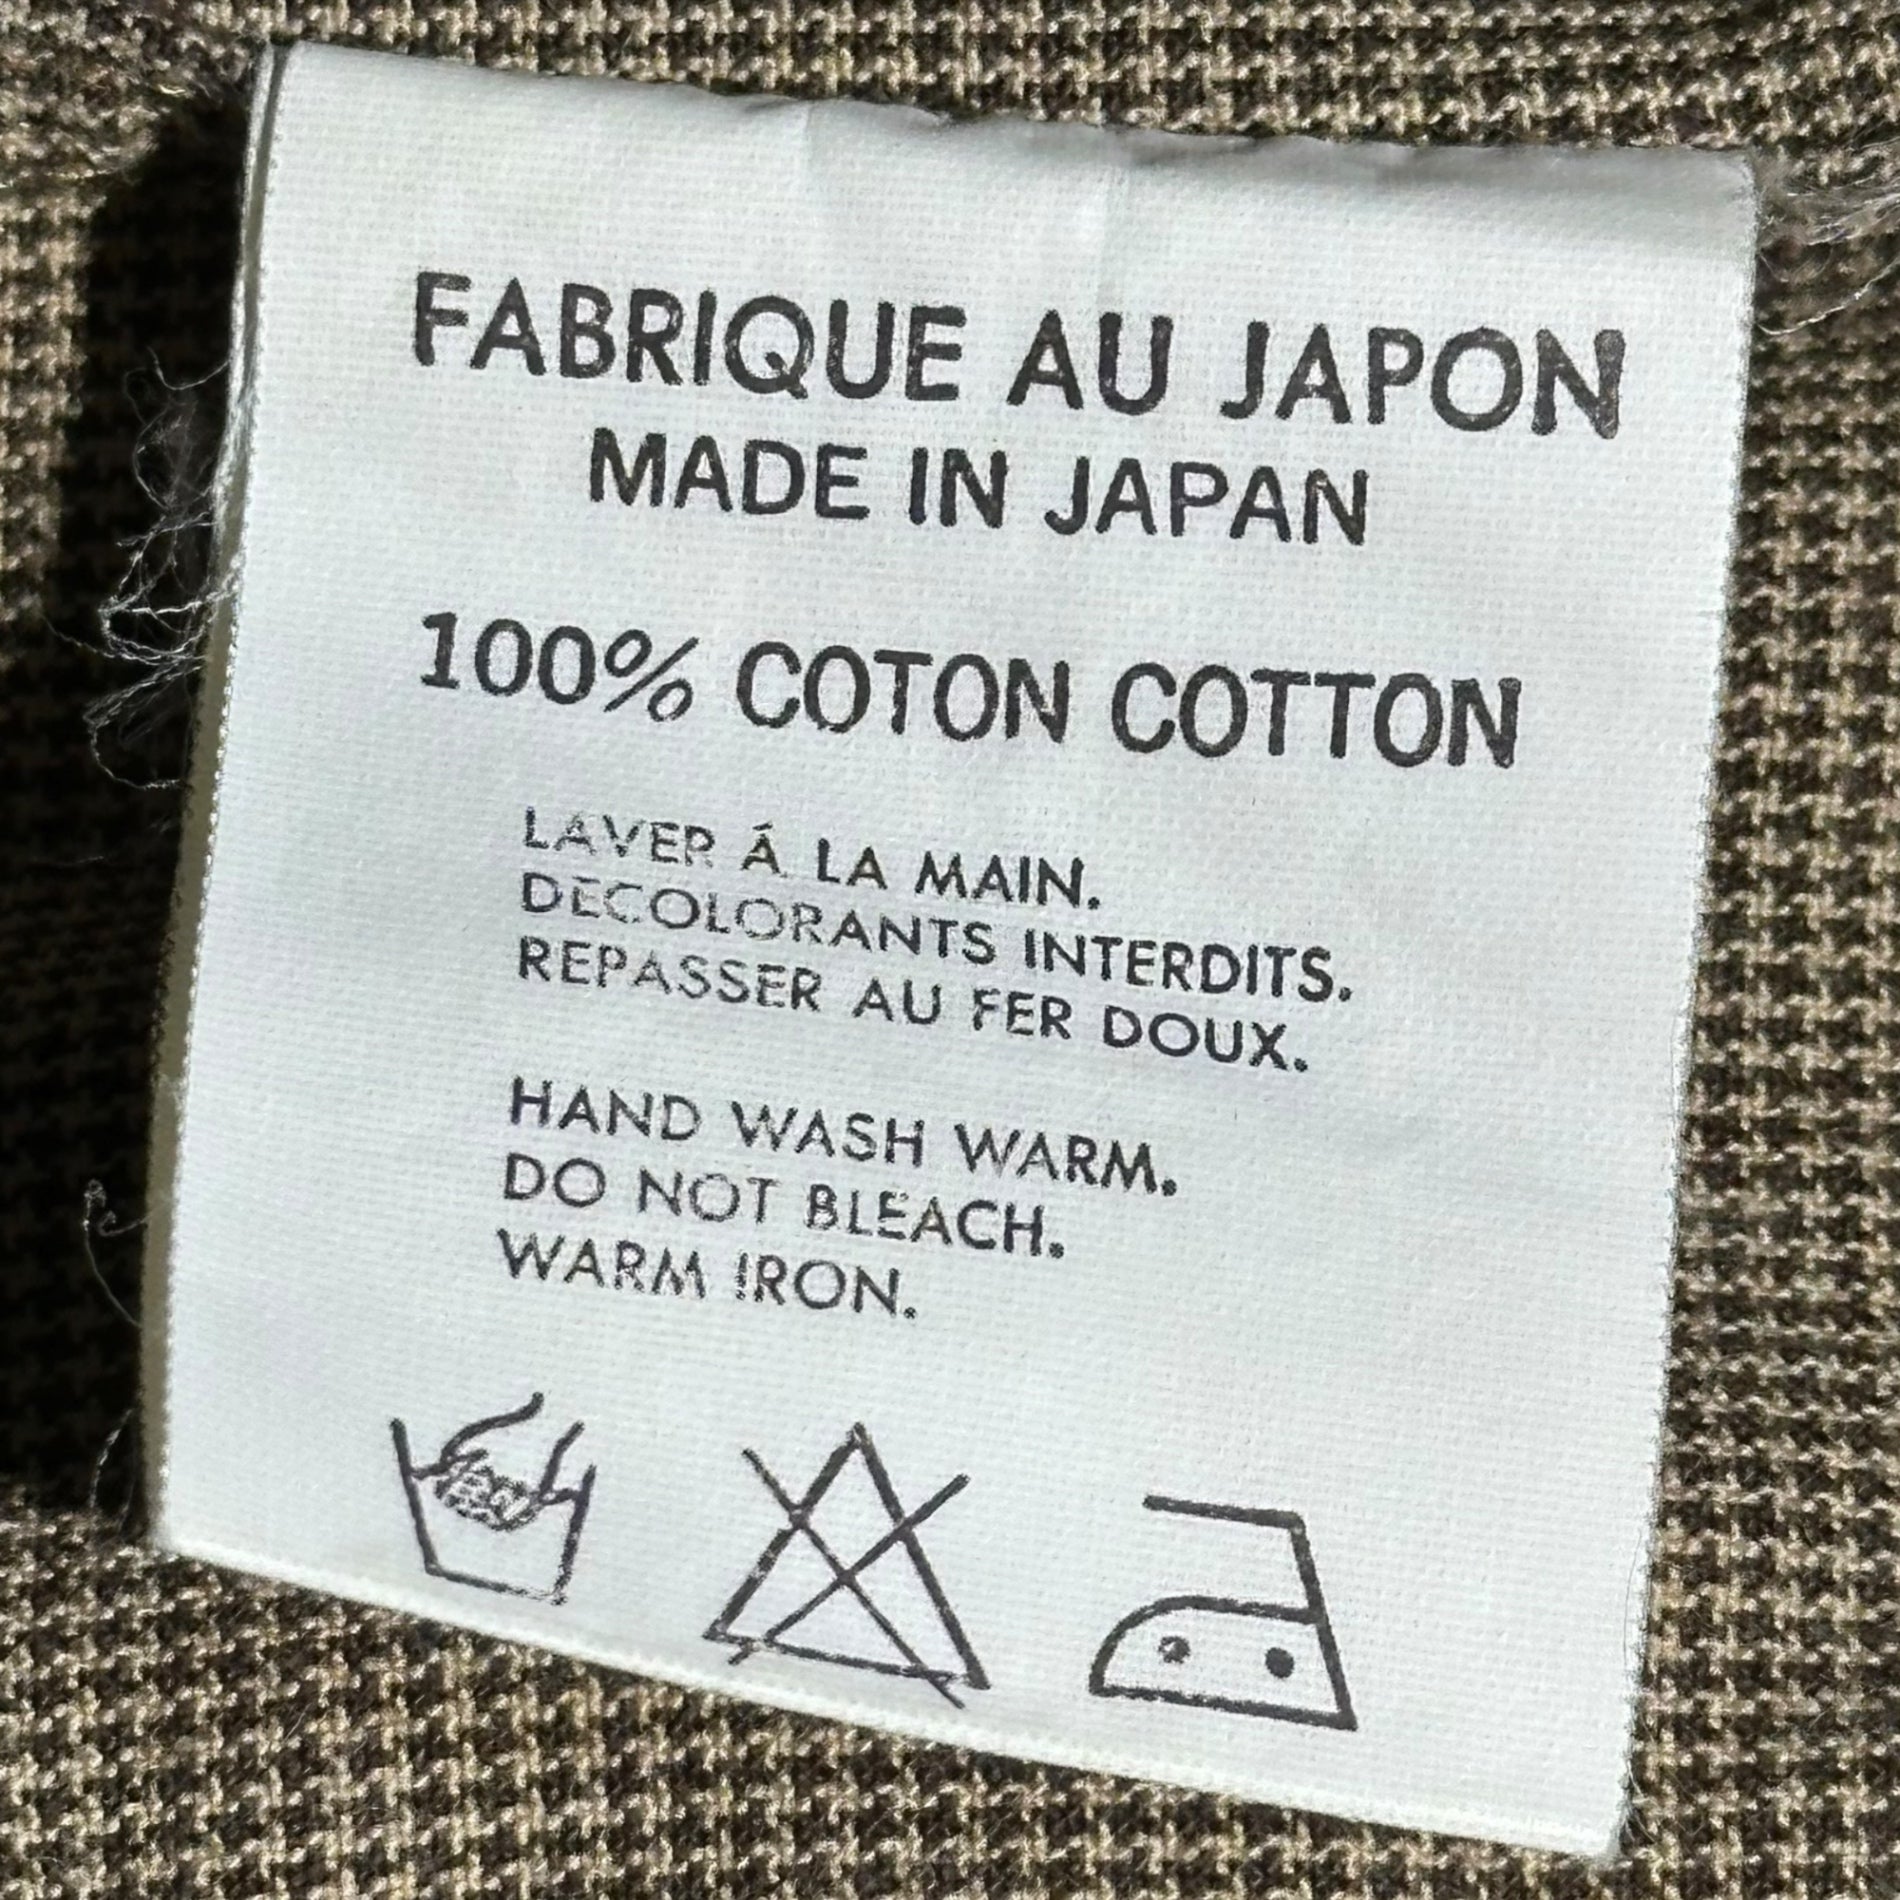 FABRIQUE AU JAPON
MADE IN JAPAN
100% COTON COTTON
LAVER Á LA MAIN.
DECOLORANTS INTERDITS.
REPASSER AU FER DOUX.
HAND WASH WARM.
DO NOT BLEACH.
WARM IRON.